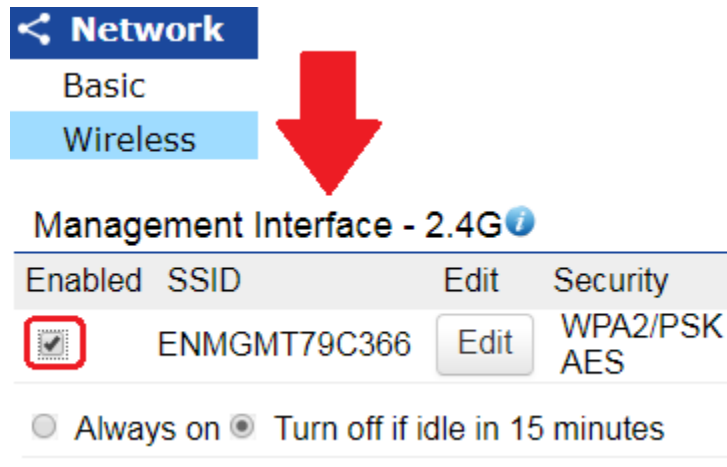 Network
Basic
Wireless
Management Interface - 2.4G
Enabled SSID Edit Security
ENMGMT79C366 Edit WPA2/PSK
AES
Always on Turn off if idle in 15 minutes